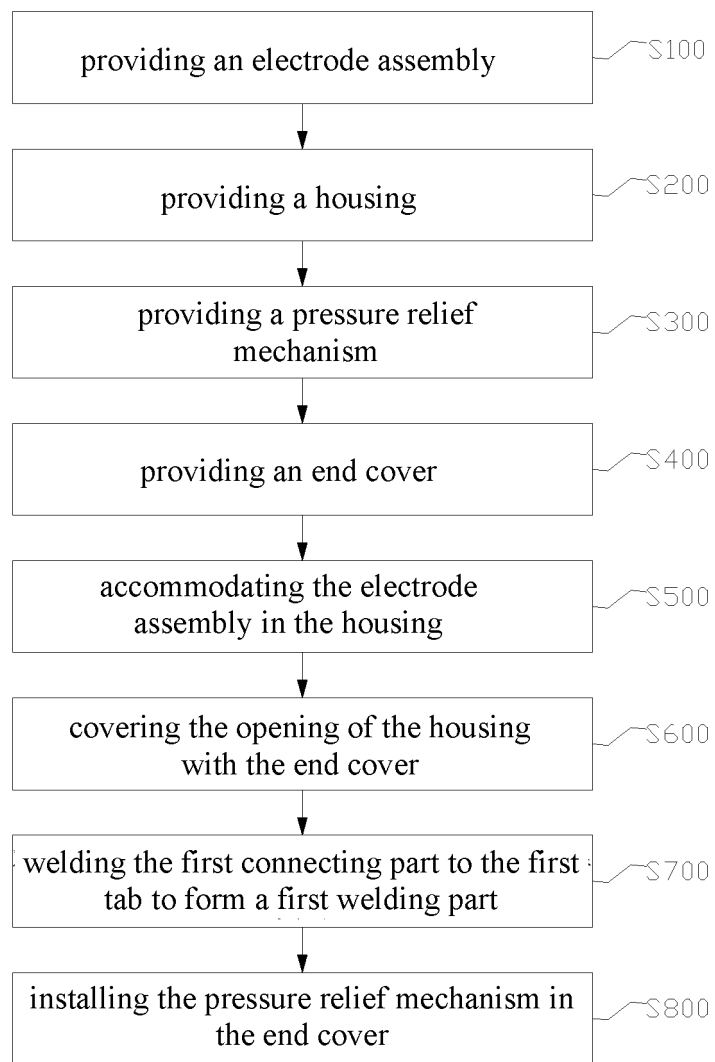 providing an electrode assembly
S100
providing a housing
S200
providing a pressure relief
mechanism
S300
providing an end cover
S400
accommodating the electrode
assembly in the housing
S500
covering the opening of the housing
with the end cover
S600
welding the first connecting part to the first
tab to form a first welding part
S700
installing the pressure relief mechanism in
the end cover
S800